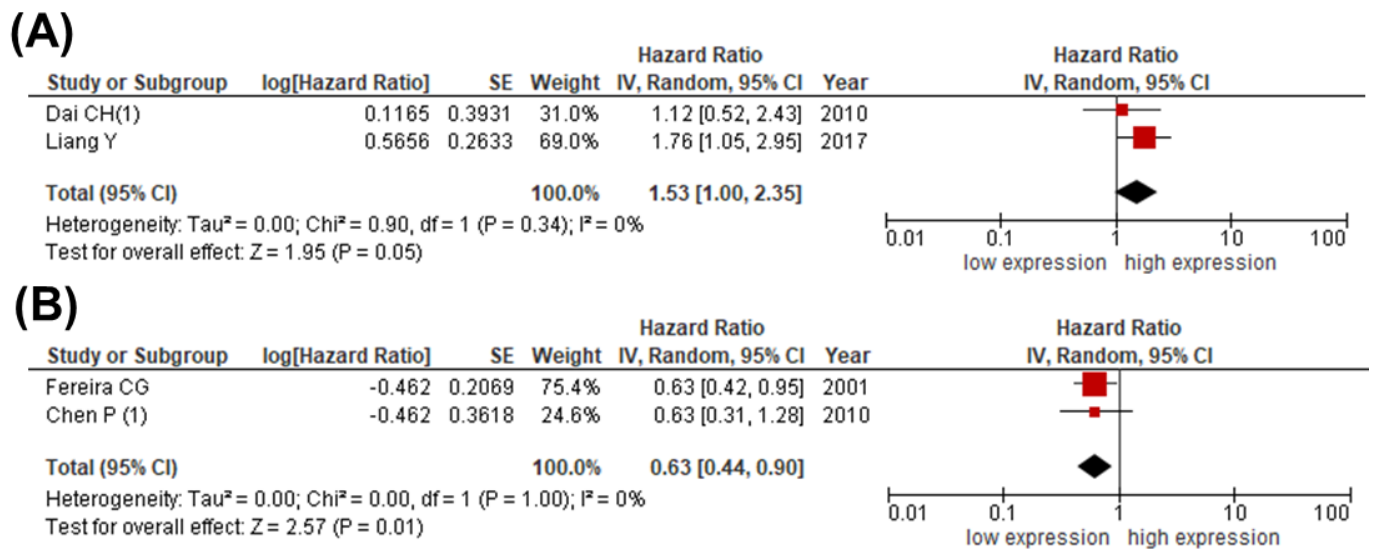 (A)
Hazard Ratio Hazard Ratio
Study or Subgroup log[Hazard Ratio] SE Weight IV, Random, 95% CI Year IV, Random, 95% CI
Dai CH(1) 0.1165 0.3931 31.0% 1.12 [0.52, 2.43] 2010
Liang Y 0.5656 0.2633 69.0% 1.76 [1.05, 2.95] 2017
Total (95% CI) 100.0% 1.53 [1.00, 2.35]
Heterogeneity: Tau² = 0.00; Chi² = 0.90, df = 1 (P = 0.34); I² = 0%
Test for overall effect: Z = 1.95 (P = 0.05)
0.01 0.1 1 10 100
low expression high expression
(B)
Hazard Ratio Hazard Ratio
Study or Subgroup log[Hazard Ratio] SE Weight IV, Random, 95% CI Year IV, Random, 95% CI
Fereira CG -0.462 0.2069 75.4% 0.63 [0.42, 0.95] 2001
Chen P (1) -0.462 0.3618 24.6% 0.63 [0.31, 1.28] 2010
Total (95% CI) 100.0% 0.63 [0.44, 0.90]
Heterogeneity: Tau² = 0.00; Chi² = 0.00, df = 1 (P = 1.00); I² = 0%
Test for overall effect: Z = 2.57 (P = 0.01)
0.01 0.1 1 10 100
low expression high expression